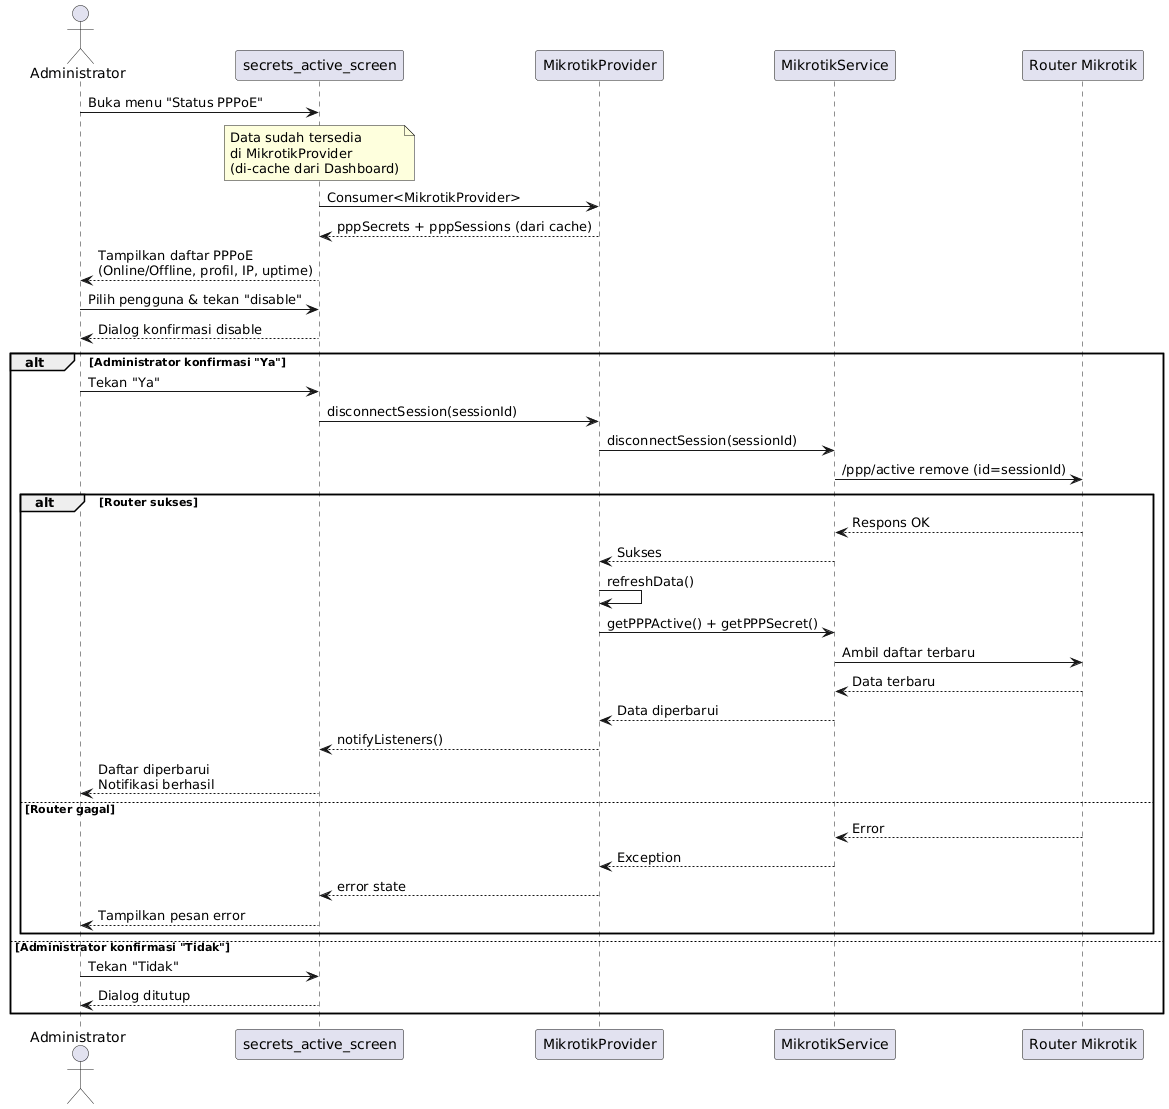 Administrator
secrets_active_screen
MikrotikProvider
MikrotikService
Router Mikrotik
Buka menu "Status PPPoE"
Data sudah tersedia
di MikrotikProvider
(di-cache dari Dashboard)
Consumer<MikrotikProvider>
pppSecrets + pppSessions (dari cache)
Tampilkan daftar PPPoE
(Online/Offline, profil, IP, uptime)
Pilih pengguna & tekan "disable"
Dialog konfirmasi disable
alt
[Administrator konfirmasi "Ya"]
Tekan "Ya"
disconnectSession(sessionId)
disconnectSession(sessionId)
/ppp/active remove (id=sessionId)
alt
[Router sukses]
Respons OK
Sukses
refreshData()
getPPPActive() + getPPPSecret()
Ambil daftar terbaru
Data terbaru
Data diperbarui
notifyListeners()
Daftar diperbarui
Notifikasi berhasil
[Router gagal]
Error
Exception
error state
Tampilkan pesan error
[Administrator konfirmasi "Tidak"]
Tekan "Tidak"
Dialog ditutup
Administrator
secrets_active_screen
MikrotikProvider
MikrotikService
Router Mikrotik